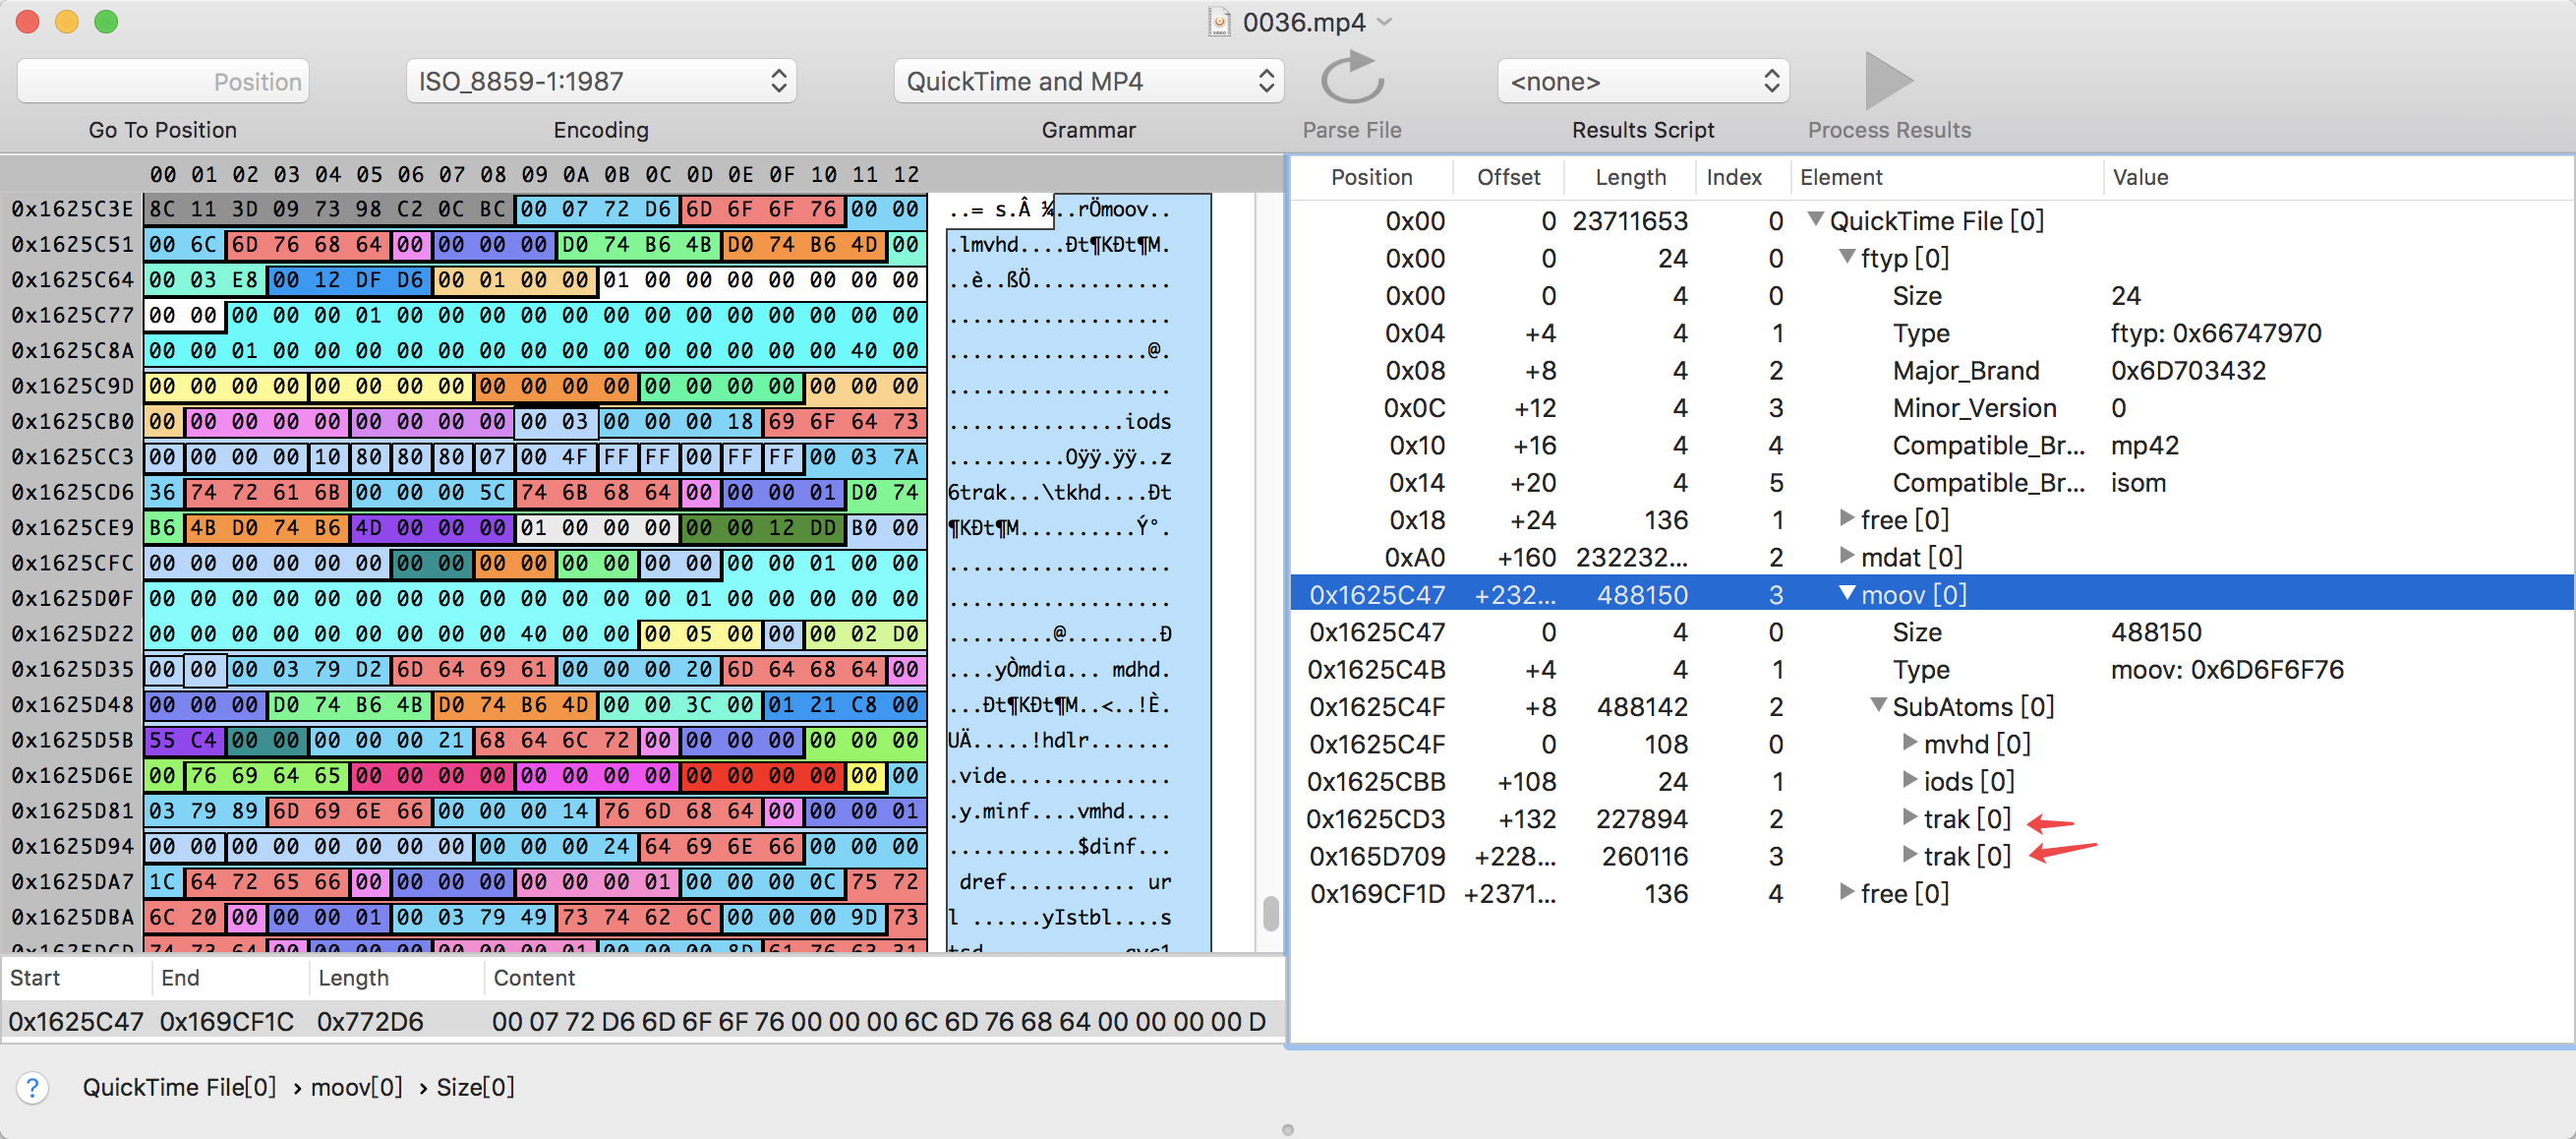 0036.mp4
Position ISO_8859-1:1987 QuickTime and MP4 <none>
Go To Position Encoding Grammar Parse File Results Script Process Results
00 01 02 03 04 05 06 07 08 09 0A 0B 0C 0D 0E 0F 10 11 12
0x1625C3E 8C 11 3D 09 73 98 C2 0C BC 00 07 72 D6 6D 6F 6F 76 00 00 ..= s.Â ¼..rÖmoov..
0x1625C51 00 6C 6D 76 68 64 00 00 00 00 D0 74 B6 4B D0 74 B6 4D 00 .lmvhd....Ðt¶KÐt¶M.
0x1625C64 00 03 E8 00 12 DF D6 00 01 00 00 01 00 00 00 00 00 00 00 ..è..ßÖ............
0x1625C77 00 00 00 00 00 01 00 00 00 00 00 00 00 00 00 00 00 00 00 ...................
0x1625C8A 00 00 01 00 00 00 00 00 00 00 00 00 00 00 00 00 00 40 00 .................@.
0x1625C9D 00 00 00 00 00 00 00 00 00 00 00 00 00 00 00 00 00 00 00 ...................
0x1625CB0 00 00 00 00 00 00 00 00 00 00 03 00 00 00 18 69 6F 64 73 ...............iods
0x1625CC3 00 00 00 00 10 80 80 80 07 00 4F FF FF 00 FF FF 00 03 7A ..........Oÿÿ.ÿÿ..z
0x1625CD6 36 74 72 61 6B 00 00 00 5C 74 6B 68 64 00 00 00 01 D0 74 6trak...\tkhd....Ðt
0x1625CE9 B6 4B D0 74 B6 4D 00 00 00 01 00 00 00 00 00 12 DD B0 00 ¶KÐt¶M..........Ý°.
0x1625CFC 00 00 00 00 00 00 00 00 00 00 00 00 00 00 00 00 01 00 00 ...................
0x1625D0F 00 00 00 00 00 00 00 00 00 00 00 00 00 01 00 00 00 00 00 ...................
0x1625D22 00 00 00 00 00 00 00 00 00 40 00 00 00 05 00 00 00 02 D0 .........@........Ð
0x1625D35 00 00 00 03 79 D2 6D 64 69 61 00 00 00 20 6D 64 68 64 00 ....yÒmdia... mdhd.
0x1625D48 00 00 00 D0 74 B6 4B D0 74 B6 4D 00 00 3C 00 01 21 C8 00 ...Ðt¶KÐt¶M..<..!È.
0x1625D5B 55 C4 00 00 00 00 00 21 68 64 6C 72 00 00 00 00 00 00 00 UÄ.....!hdlr.......
0x1625D6E 00 76 69 64 65 00 00 00 00 00 00 00 00 00 00 00 00 00 00 .vide..............
0x1625D81 03 79 89 6D 69 6E 66 00 00 00 14 76 6D 68 64 00 00 00 01 .y.minf....vmhd....
0x1625D94 00 00 00 00 00 00 00 00 00 00 00 24 64 69 6E 66 00 00 00 ...........$dinf...
0x1625DA7 1C 64 72 65 66 00 00 00 00 00 00 00 01 00 00 00 0C 75 72 .dref............ur
0x1625DBA 6C 20 00 00 00 01 00 03 79 49 73 74 62 6C 00 00 00 9D 73 l ......yIstbl....s
Start End Length Content
0x1625C47 0x169CF1C 0x772D6 00 07 72 D6 6D 6F 6F 76 00 00 00 6C 6D 76 68 64 00 00 00 00 D
Position Offset Length Index Element Value
0x00 0 23711653 0 QuickTime File [0]
0x00 0 24 0 ftyp [0]
0x00 0 4 0 Size 24
0x04 +4 4 1 Type ftyp: 0x66747970
0x08 +8 4 2 Major_Brand 0x6D703432
0x0C +12 4 3 Minor_Version 0
0x10 +16 4 4 Compatible_Br... mp42
0x14 +20 4 5 Compatible_Br... isom
0x18 +24 136 1 free [0]
0xA0 +160 232232... 2 mdat [0]
0x1625C47 +232... 488150 3 moov [0]
0x1625C47 0 4 0 Size 488150
0x1625C4B +4 4 1 Type moov: 0x6D6F6F76
0x1625C4F +8 488142 2 SubAtoms [0]
0x1625C4F 0 108 0 mvhd [0]
0x1625CBB +108 24 1 iods [0]
0x1625CD3 +132 227894 2 trak [0]
0x165D709 +228... 260116 3 trak [0]
0x169CF1D +2371... 136 4 free [0]
? QuickTime File[0] › moov[0] › Size[0]